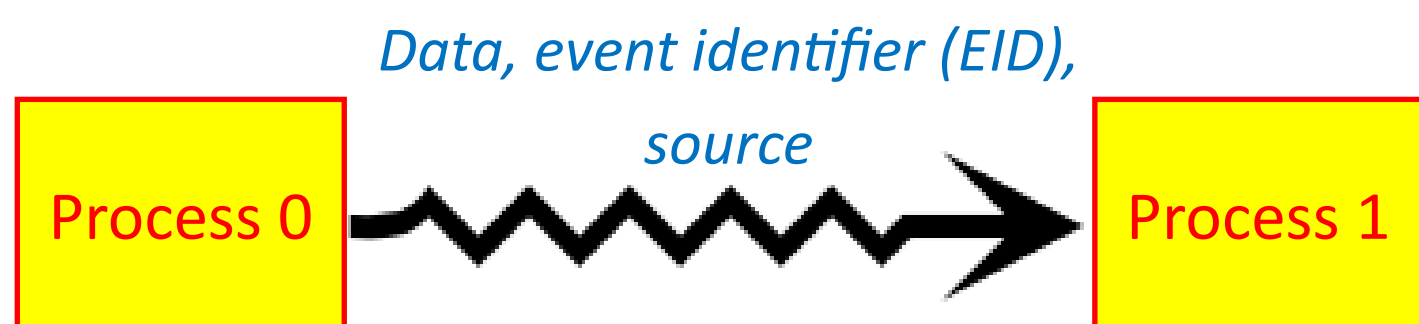 Data, event identifier (EID),
source
Process 0
Process 1